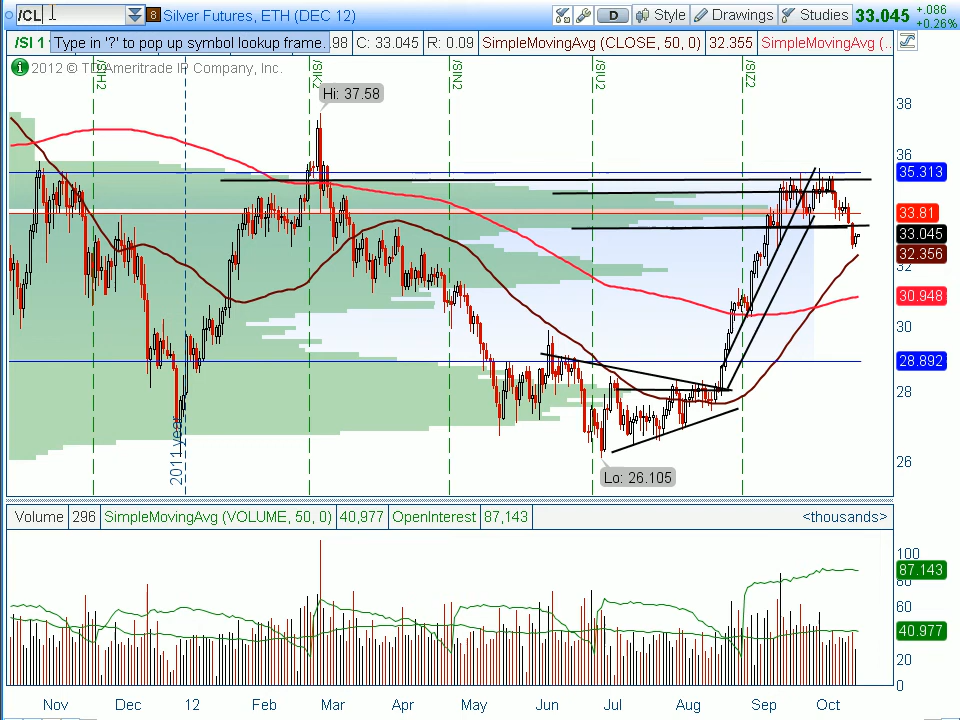 /CL 8 Silver Futures, ETH (DEC 12) D Style Drawings Studies 33.045 +.086
+0.26%
/SI 1 Type in '?' to pop up symbol lookup frame. .98 C: 33.045 R: 0.09 SimpleMovingAvg (CLOSE, 50, 0) 32.355 SimpleMovingAvg (..
i 2012 © TD Ameritrade IP Company, Inc.
/SIH2 /SIK2 /SIN2 /SIU2 /SIZ2
Hi: 37.58
38
36
35.313
33.81
33.045
32.356
32
30.948
30
28.892
28
26
2011 year
Lo: 26.105
Volume 296 SimpleMovingAvg (VOLUME, 50, 0) 40,977 OpenInterest 87,143 <thousands>
100
87.143
80
60
40.977
20
0
Nov Dec 12 Feb Mar Apr May Jun Jul Aug Sep Oct